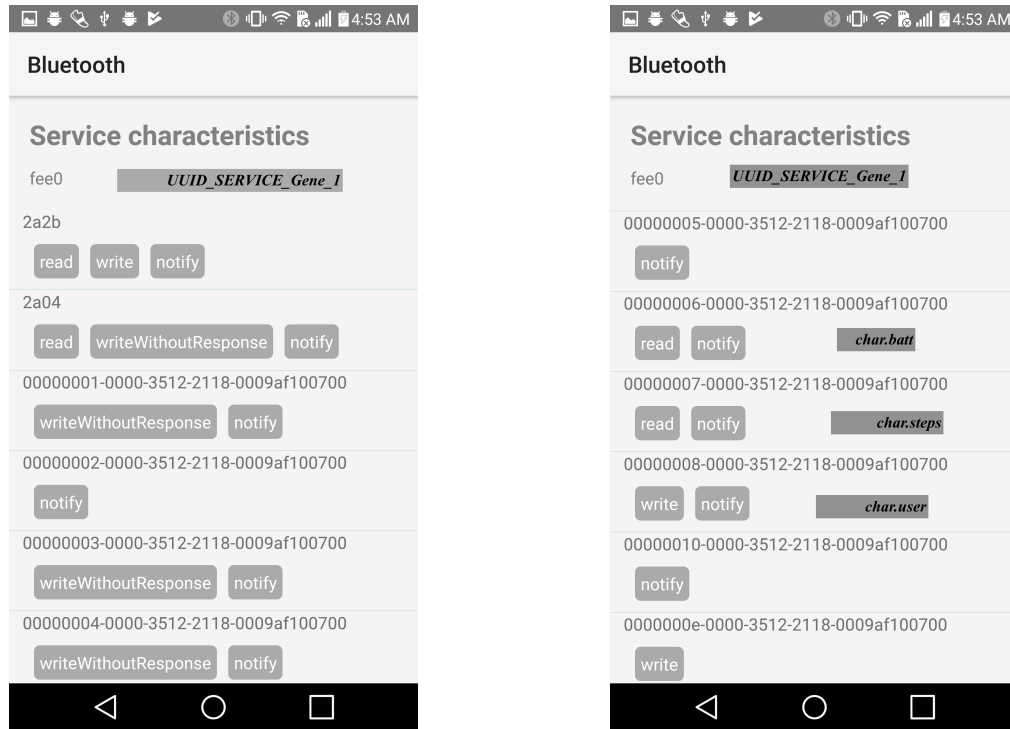 4:53 AM
Bluetooth
Service characteristics
fee0 UUID_SERVICE_Gene_1
2a2b
read write notify
2a04
read writeWithoutResponse notify
00000001-0000-3512-2118-0009af100700
writeWithoutResponse notify
00000002-0000-3512-2118-0009af100700
notify
00000003-0000-3512-2118-0009af100700
writeWithoutResponse notify
00000004-0000-3512-2118-0009af100700
writeWithoutResponse notify
4:53 AM
Bluetooth
Service characteristics
fee0 UUID_SERVICE_Gene_1
00000005-0000-3512-2118-0009af100700
notify
00000006-0000-3512-2118-0009af100700
read notify char.batt
00000007-0000-3512-2118-0009af100700
read notify char.steps
00000008-0000-3512-2118-0009af100700
write notify char.user
00000010-0000-3512-2118-0009af100700
notify
0000000e-0000-3512-2118-0009af100700
write